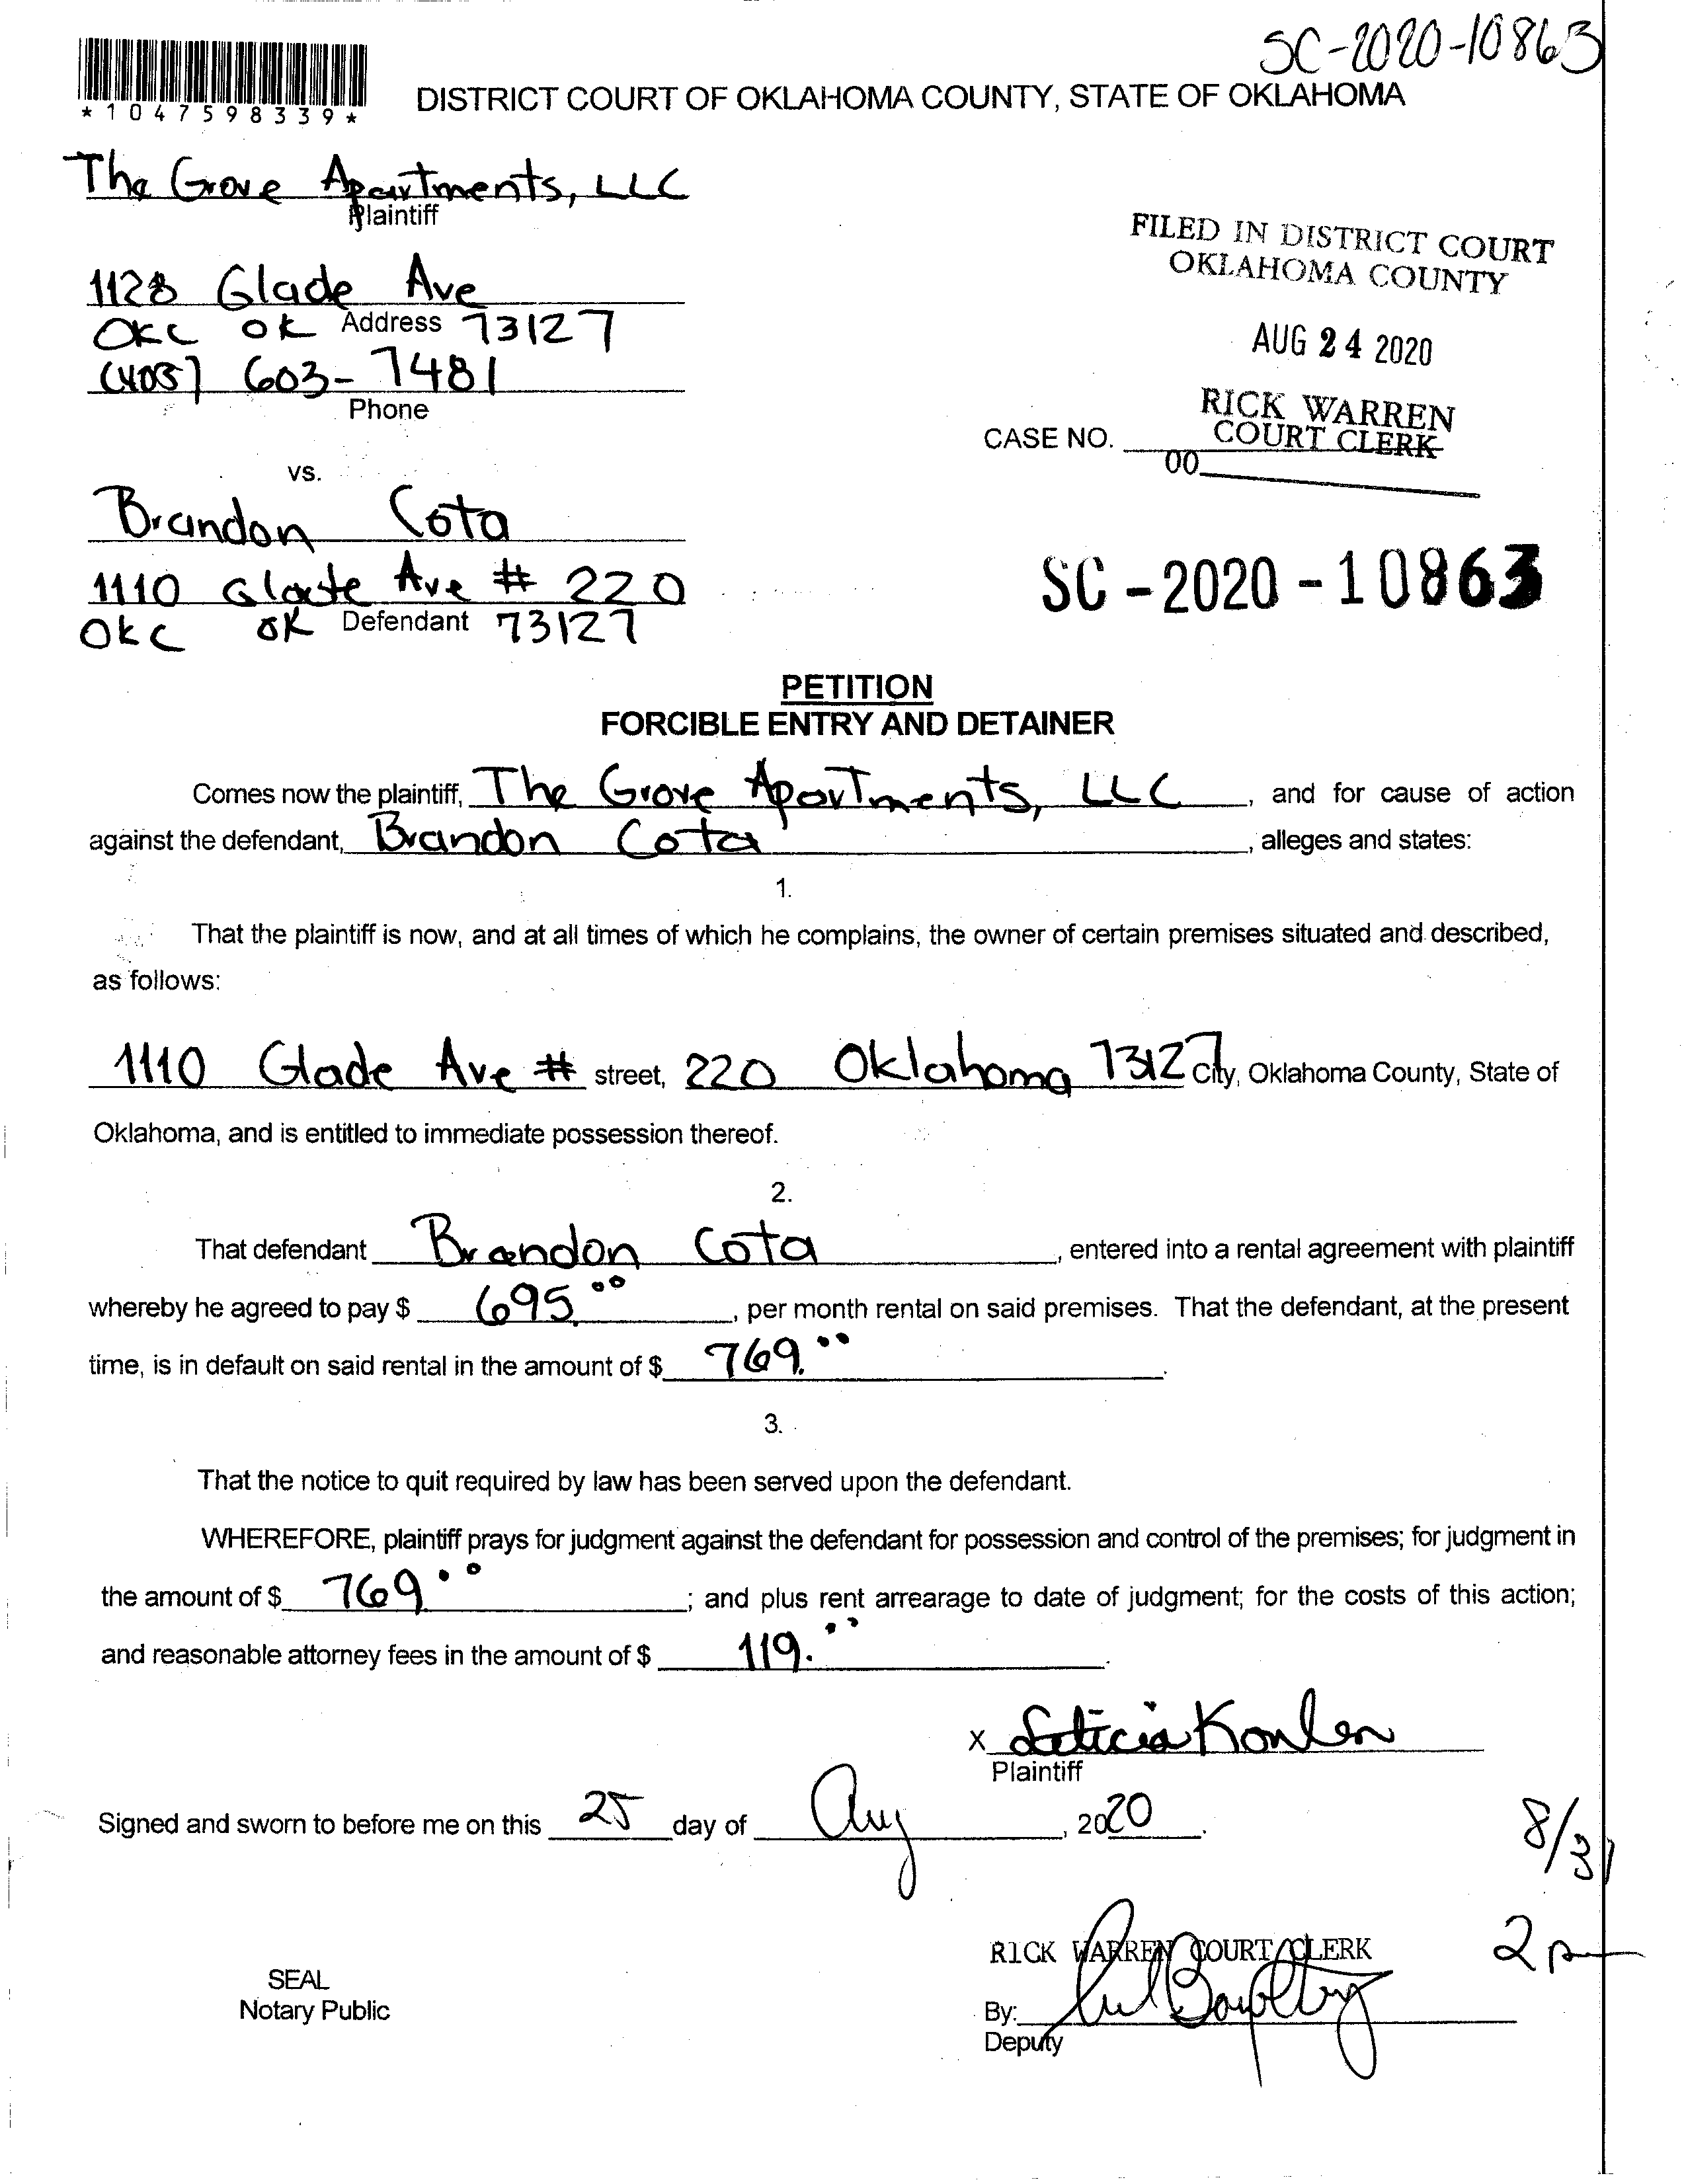 SC-2020-10863
*1047598339*
DISTRICT COURT OF OKLAHOMA COUNTY, STATE OF OKLAHOMA
The Grove Apartments, LLC
Plaintiff
1128 Glade Ave
Address
OKC OK 73127
(405) 603-7481
Phone
vs.
FILED IN DISTRICT COURT
OKLAHOMA COUNTY
AUG 24 2020
RICK WARREN
COURT CLERK
CASE NO.
00
Brandon Cota
1110 Glade Ave # 220
Defendant
OKC OK 73127
SC-2020-10863
PETITION
FORCIBLE ENTRY AND DETAINER
Comes now the plaintiff, The Grove Apartments, LLC, and for cause of action
against the defendant, Brandon Cota, alleges and states:
1.
That the plaintiff is now, and at all times of which he complains, the owner of certain premises situated and described,
as follows:
1110 Glade Ave # street, 220 Oklahoma 73127 city, Oklahoma County, State of
Oklahoma, and is entitled to immediate possession thereof.
2.
That defendant Brandon Cota, entered into a rental agreement with plaintiff
whereby he agreed to pay $ 695.00, per month rental on said premises. That the defendant, at the present
time, is in default on said rental in the amount of $ 769.00.
3.
That the notice to quit required by law has been served upon the defendant.
WHEREFORE, plaintiff prays for judgment against the defendant for possession and control of the premises; for judgment in
the amount of $ 769.00; and plus rent arrearage to date of judgment; for the costs of this action;
and reasonable attorney fees in the amount of $ 119.00.
X Leticia
Plaintiff
Signed and sworn to before me on this 25 day of Aug, 2020.
8/31
2 pm
RICK WARREN COURT CLERK
SEAL
Notary Public
By:
Deputy